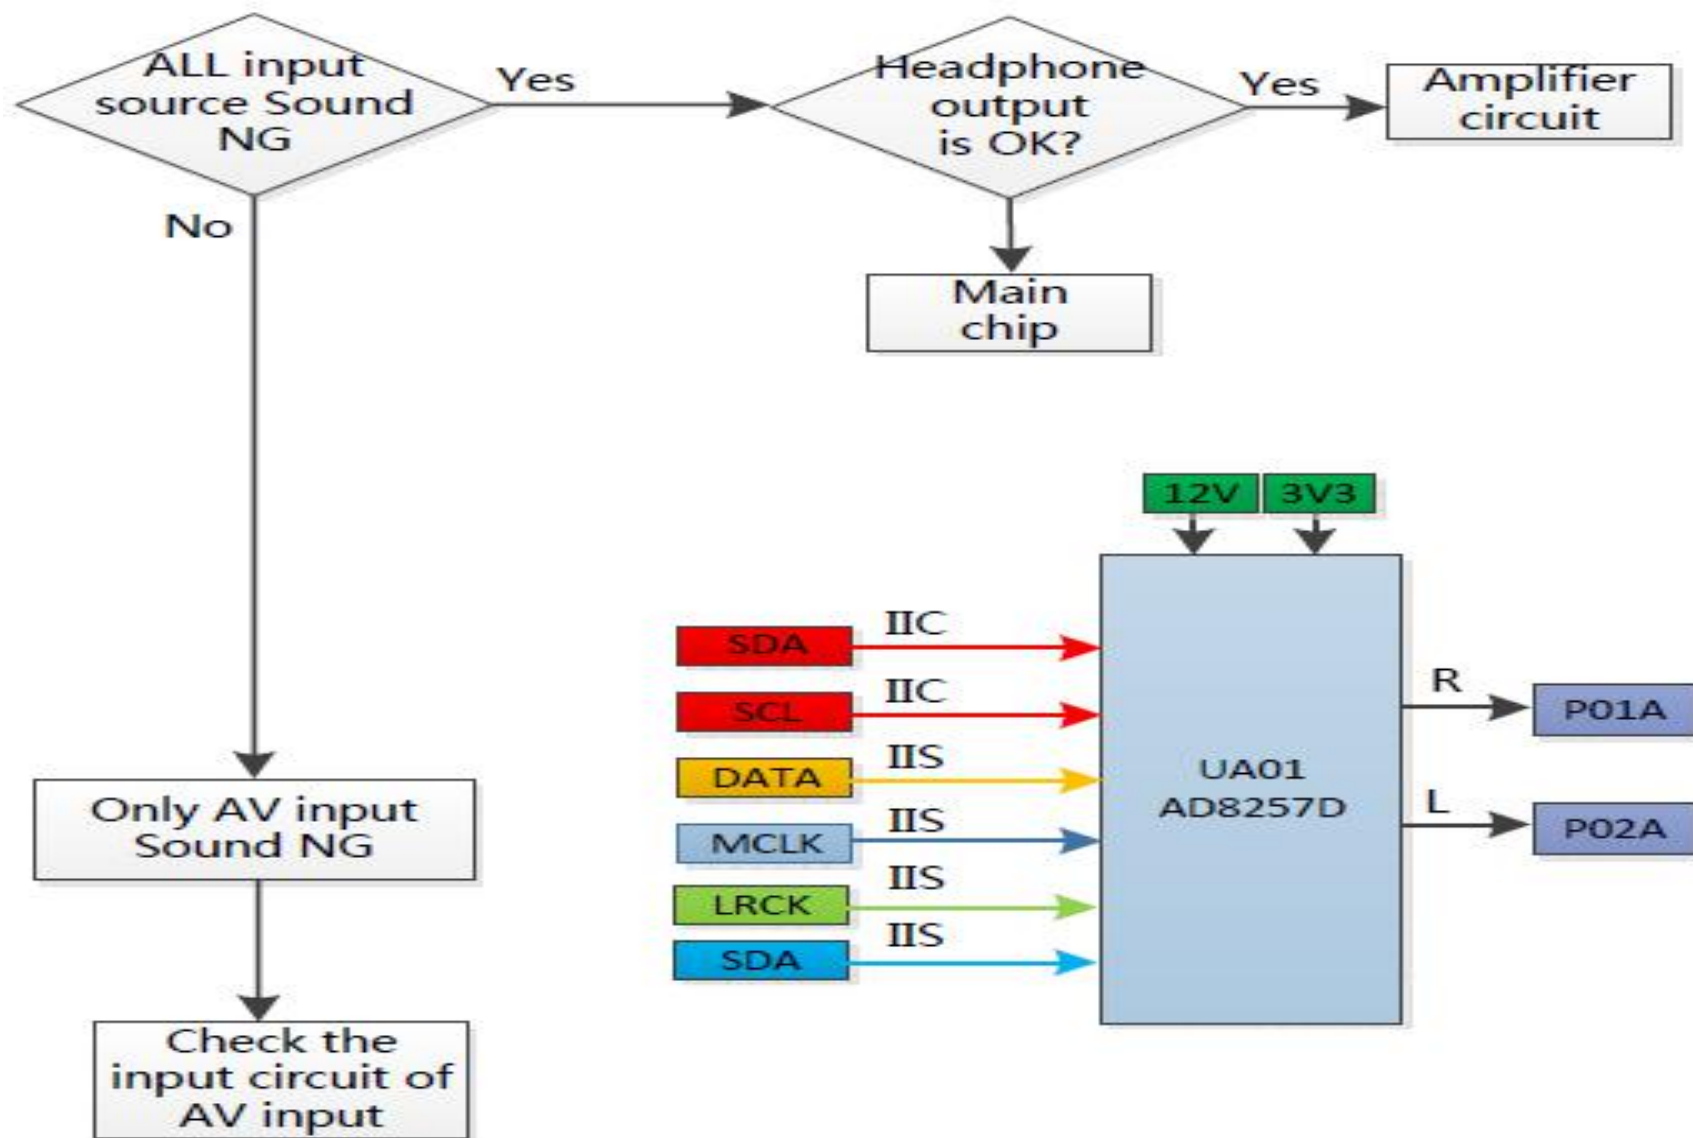 ALL input
source Sound
NG
Yes
Headphone
output
is OK?
Yes
Amplifier
circuit
No
Main
chip
12V
3V3
SDA
IIC
SCL
IIC
DATA
IIS
MCLK
IIS
LRCK
IIS
SDA
IIS
UA01
AD8257D
R
P01A
L
P02A
Only AV input
Sound NG
Check the
input circuit of
AV input